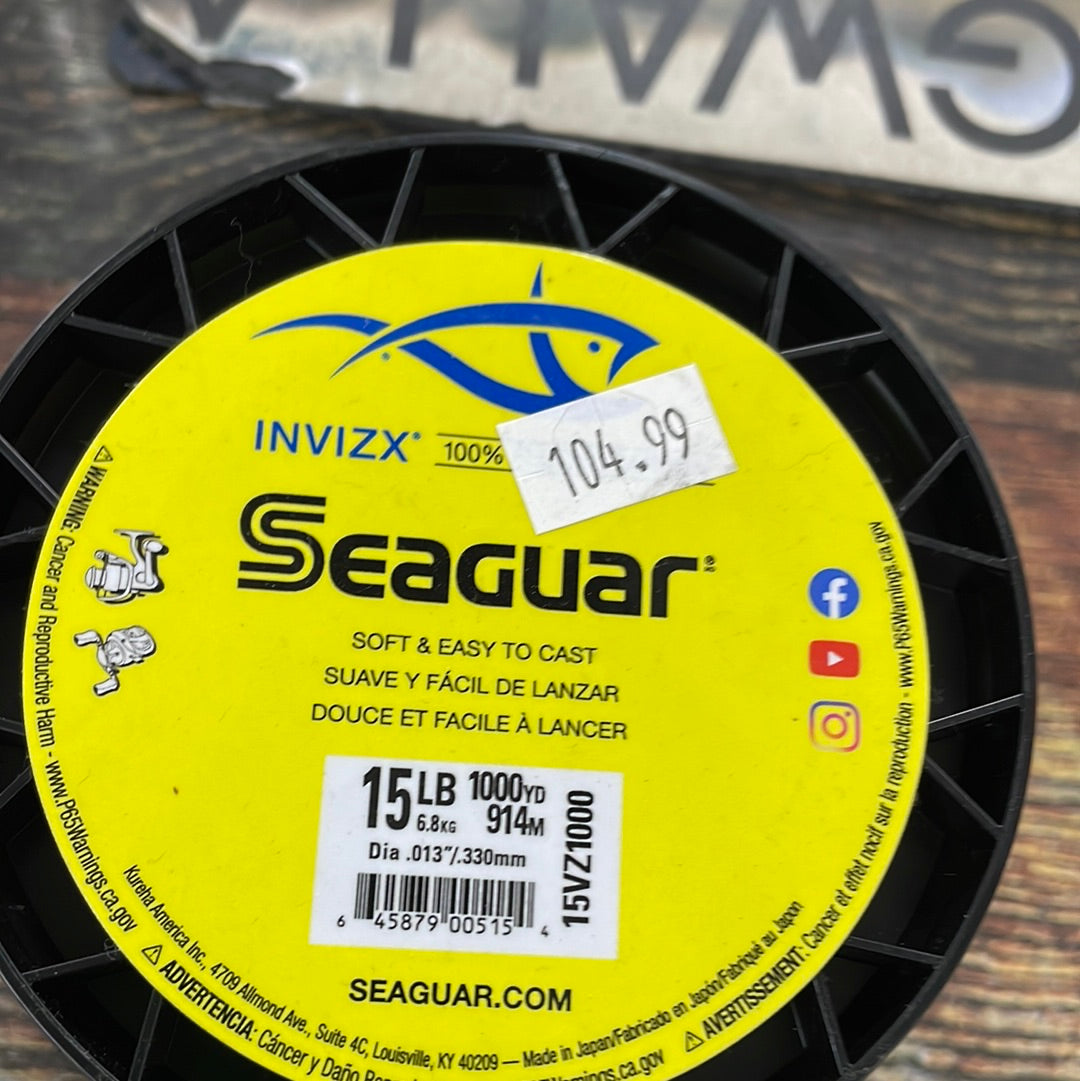 GWALT
INVIZX® 100%
104.99
SEAGUAR®
SOFT & EASY TO CAST
SUAVE Y FÁCIL DE LANZAR
DOUCE ET FACILE À LANCER
15LB 1000YD
6.8KG 914M
Dia .013"/.330mm
15VZ1000
6 45879 00515 4
SEAGUAR.COM
⚠ WARNING: Cancer and Reproductive Harm - www.P65Warnings.ca.gov
Kureha America Inc., 4709 Allmond Ave., Suite 4C, Louisville, KY 40209 — Made in Japan/Fabricado en Japón/Fabriqué au Japon
⚠ ADVERTENCIA: Cáncer y Daño
⚠ AVERTISSEMENT: Cancer et effet nocif sur la reproduction - www.P65Warnings.ca.gov